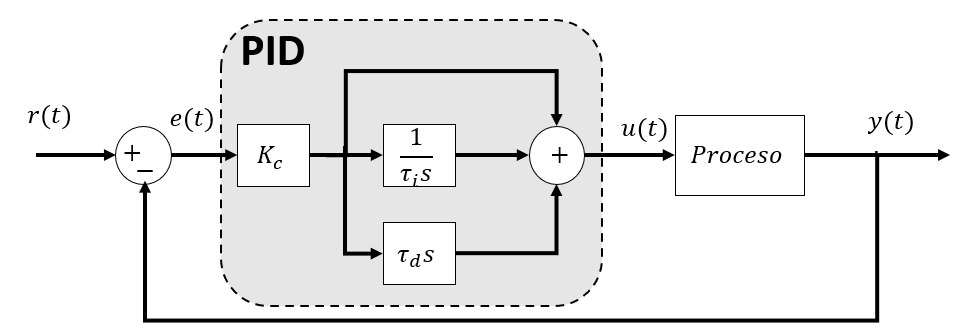 PID
r(t)
e(t)
u(t)
y(t)
+
−
K_c
1
τ_i s
+
Proceso
τ_d s